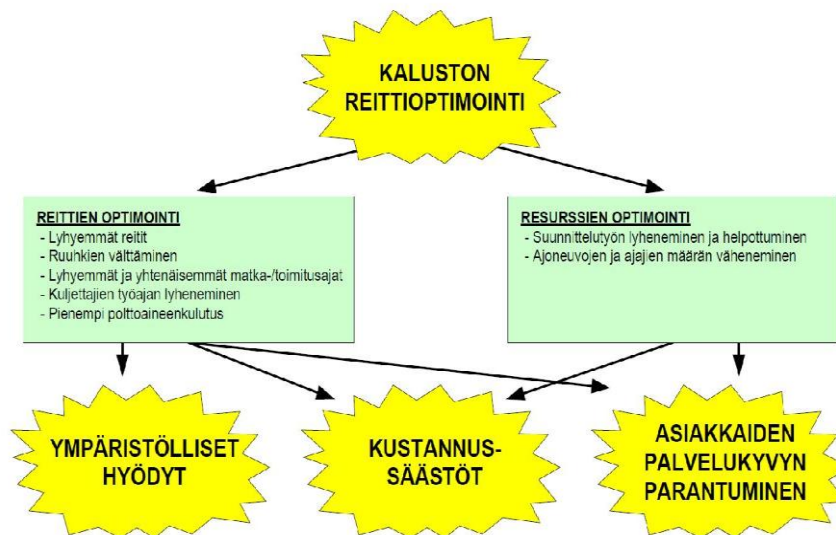 KALUSTON
REITTIOPTIMOINTI
REITTIEN OPTIMOINTI
- Lyhyemmät reitit
- Ruuhkien välttäminen
- Lyhyemmät ja yhtenäisemmät matka-/toimitusajat
- Kuljettajien työajan lyheneminen
- Pienempi polttoaineenkulutus
RESURSSIEN OPTIMOINTI
- Suunnittelutyön lyheneminen ja helpottuminen
- Ajoneuvojen ja ajajien määrän väheneminen
YMPÄRISTÖLLISET
HYÖDYT
KUSTANNUS-
SÄÄSTÖT
ASIAKKAIDEN
PALVELUKYVYN
PARANTUMINEN